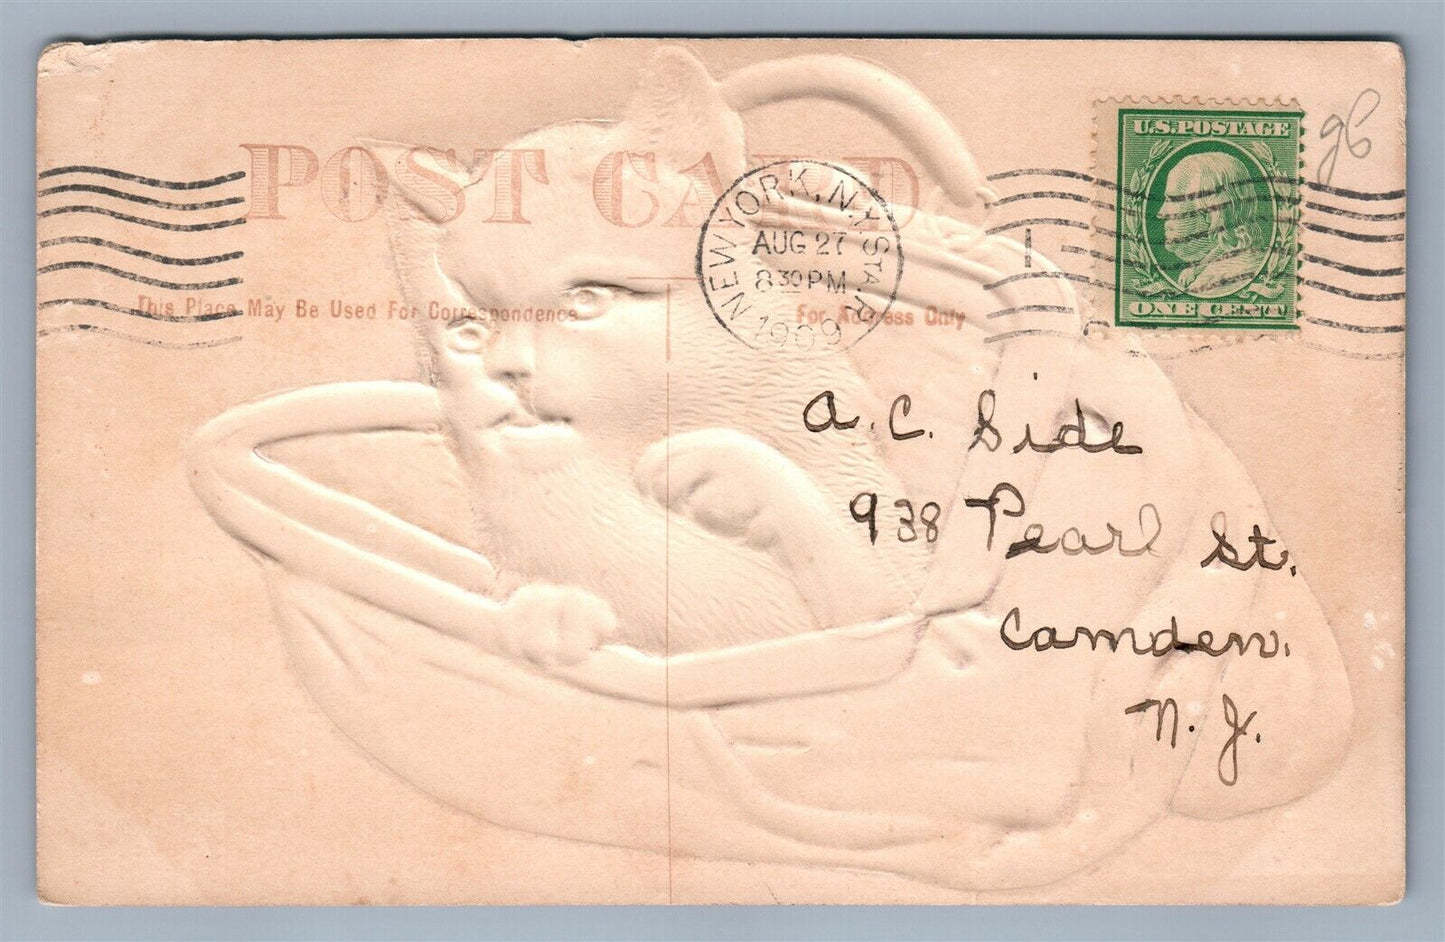 POST CARD
This Place May Be Used For Correspondence
For Address Only
NEW YORK, N.Y. STA. R
AUG 27
8 30 PM
1909
1
U.S. POSTAGE
ONE CENT
96
A. C. Side
938 Pearl St.
Camden.
N. J.